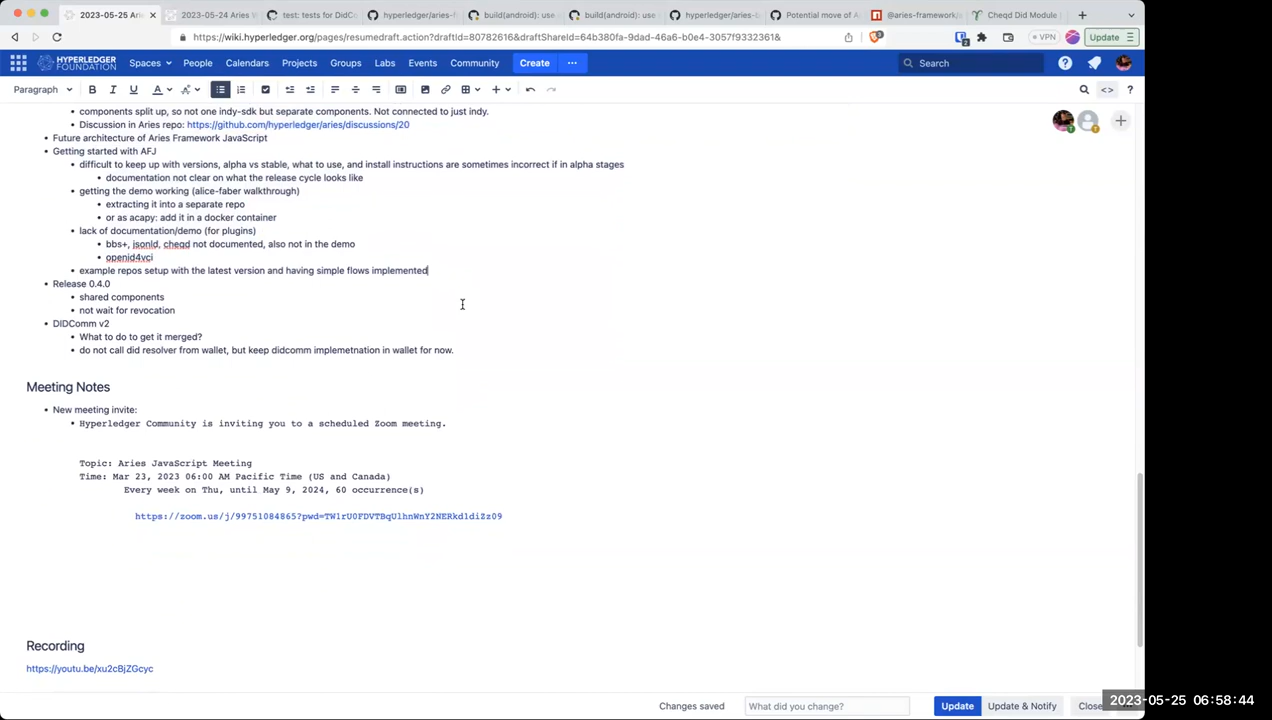 2023-05-25 Aries
2023-05-24 Aries W
test: tests for DidCo
hyperledger/aries-f
build(android): use
build(android): use
hyperledger/aries-
Potential move of A
@aries-framework/
Cheqd Did Module |
https://wiki.hyperledger.org/pages/resumedraft.action?draftId=80782616&draftShareId=64b380fa-9dad-46a6-b0e4-3057f9332361&
VPN
Update
HYPERLEDGER FOUNDATION
Spaces
People
Calendars
Projects
Groups
Labs
Events
Community
Create
Search
Paragraph
components split up, so not one indy-sdk but separate components. Not connected to just indy.
Discussion in Aries repo: https://github.com/hyperledger/aries/discussions/20
Future architecture of Aries Framework JavaScript
Getting started with AFJ
difficult to keep up with versions, alpha vs stable, what to use, and install instructions are sometimes incorrect if in alpha stages
documentation not clear on what the release cycle looks like
getting the demo working (alice-faber walkthrough)
extracting it into a separate repo
or as acapy: add it in a docker container
lack of documentation/demo (for plugins)
bbs+, jsonld, cheqd not documented, also not in the demo
openid4vci
example repos setup with the latest version and having simple flows implemented
Release 0.4.0
shared components
not wait for revocation
DIDComm v2
What to do to get it merged?
do not call did resolver from wallet, but keep didcomm implemetnation in wallet for now.
Meeting Notes
New meeting invite:
Hyperledger Community is inviting you to a scheduled Zoom meeting.
Topic: Aries JavaScript Meeting
Time: Mar 23, 2023 06:00 AM Pacific Time (US and Canada)
Every week on Thu, until May 9, 2024, 60 occurrence(s)
https://zoom.us/j/99751084865?pwd=TW1rU0FDVTBqUlhnWnY2NERkd1diZz09
Recording
https://youtu.be/xu2cBjZGcyc
Changes saved
What did you change?
Update
Update & Notify
Close
2023-05-25 06:58:44